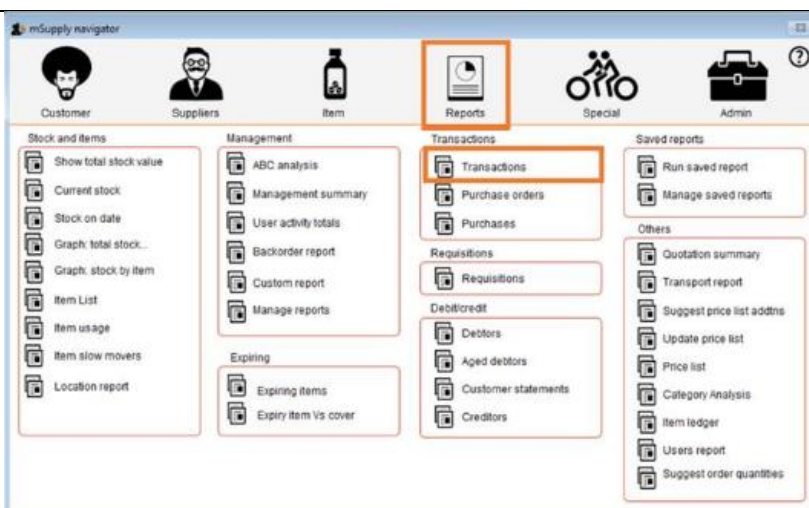 mSupply navigator
?
Customer
Suppliers
Item
Reports
Special
Admin
Stock and items
Show total stock value
Current stock
Stock on date
Graph: total stock...
Graph: stock by item
Item List
Item usage
Item slow movers
Location report
Management
ABC analysis
Management summary
User activity totals
Backorder report
Custom report
Manage reports
Expiring
Expiring items
Expiry item Vs cover
Transactions
Transactions
Purchase orders
Purchases
Requisitions
Requisitions
Debit/credit
Debtors
Aged debtors
Customer statements
Creditors
Saved reports
Run saved report
Manage saved reports
Others
Quotation summary
Transport report
Suggest price list addtns
Update price list
Price list
Category Analysis
Item ledger
Users report
Suggest order quantities